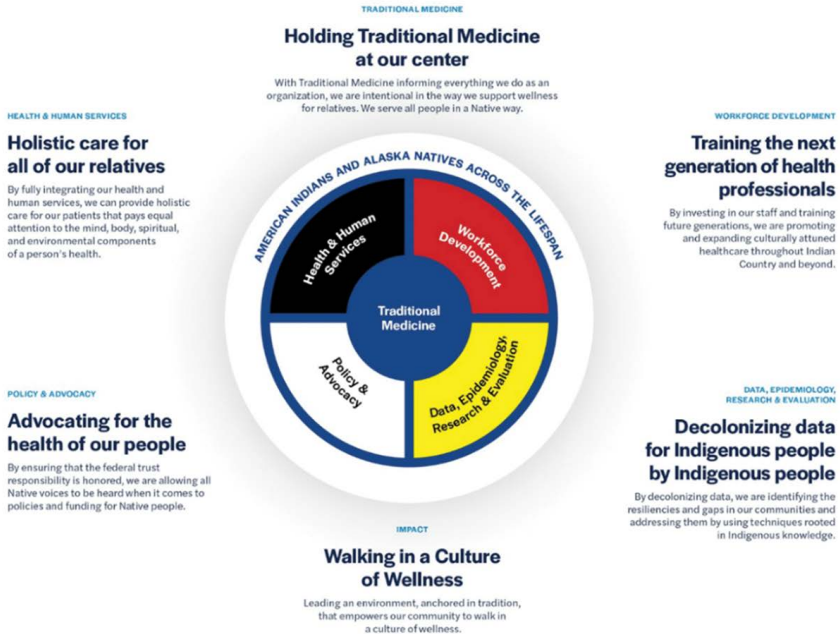 TRADITIONAL MEDICINE
Holding Traditional Medicine
at our center
With Traditional Medicine informing everything we do as an
organization, we are intentional in the way we support wellness
for relatives. We serve all people in a Native way.
HEALTH & HUMAN SERVICES
Holistic care for
all of our relatives
By fully integrating our health and
human services, we can provide holistic
care for our patients that pays equal
attention to the mind, body, spiritual,
and environmental components
of a person's health.
WORKFORCE DEVELOPMENT
Training the next
generation of health
professionals
By investing in our staff and training
future generations, we are promoting
and expanding culturally attuned
healthcare throughout Indian
Country and beyond.
AMERICAN INDIANS AND ALASKA NATIVES ACROSS THE LIFESPAN
Health & Human
Services
Workforce
Development
Traditional
Medicine
Policy &
Advocacy
Data, Epidemiology,
Research & Evaluation
POLICY & ADVOCACY
Advocating for the
health of our people
By ensuring that the federal trust
responsibility is honored, we are allowing all
Native voices to be heard when it comes to
policies and funding for Native people.
DATA, EPIDEMIOLOGY,
RESEARCH & EVALUATION
Decolonizing data
for Indigenous people
by Indigenous people
By decolonizing data, we are identifying the
resiliencies and gaps in our communities and
addressing them by using techniques rooted
in Indigenous knowledge.
IMPACT
Walking in a Culture
of Wellness
Leading an environment, anchored in tradition,
that empowers our community to walk in
a culture of wellness.